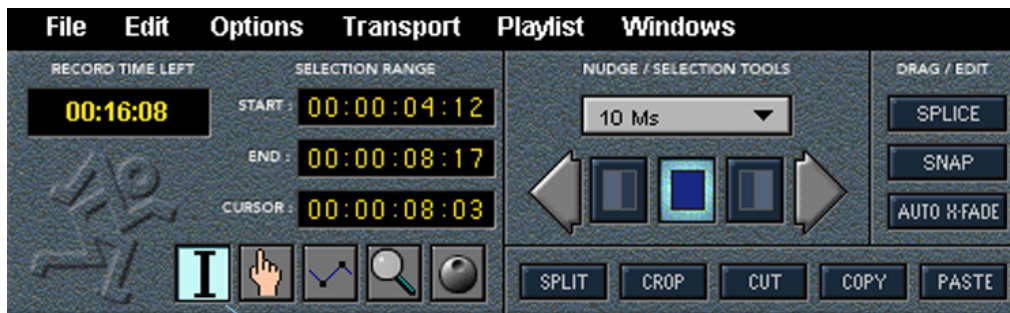 File Edit Options Transport Playlist Windows
RECORD TIME LEFT
00:16:08
SELECTION RANGE
START : 00:00:04:12
END : 00:00:08:17
CURSOR : 00:00:08:03
NUDGE / SELECTION TOOLS
10 Ms
DRAG / EDIT
SPLICE
SNAP
AUTO X-FADE
SPLIT CROP CUT COPY PASTE